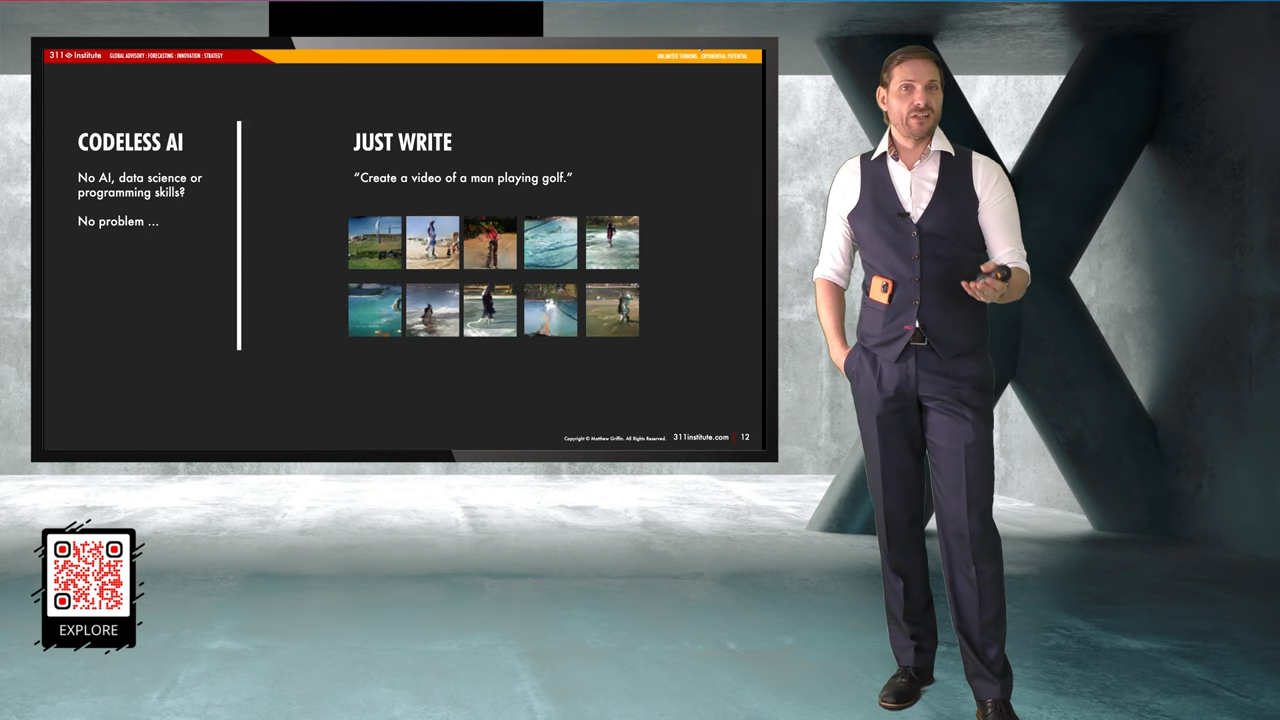 311 Institute GLOBAL ADVISORY : FORECASTING : INNOVATION : STRATEGY
UNLIMITED THINKING . EXPONENTIAL POTENTIAL
CODELESS AI
No AI, data science or
programming skills?
No problem ...
JUST WRITE
“Create a video of a man playing golf.”
Copyright © Matthew Griffin. All Rights Reserved. 311institute.com | 12
EXPLORE